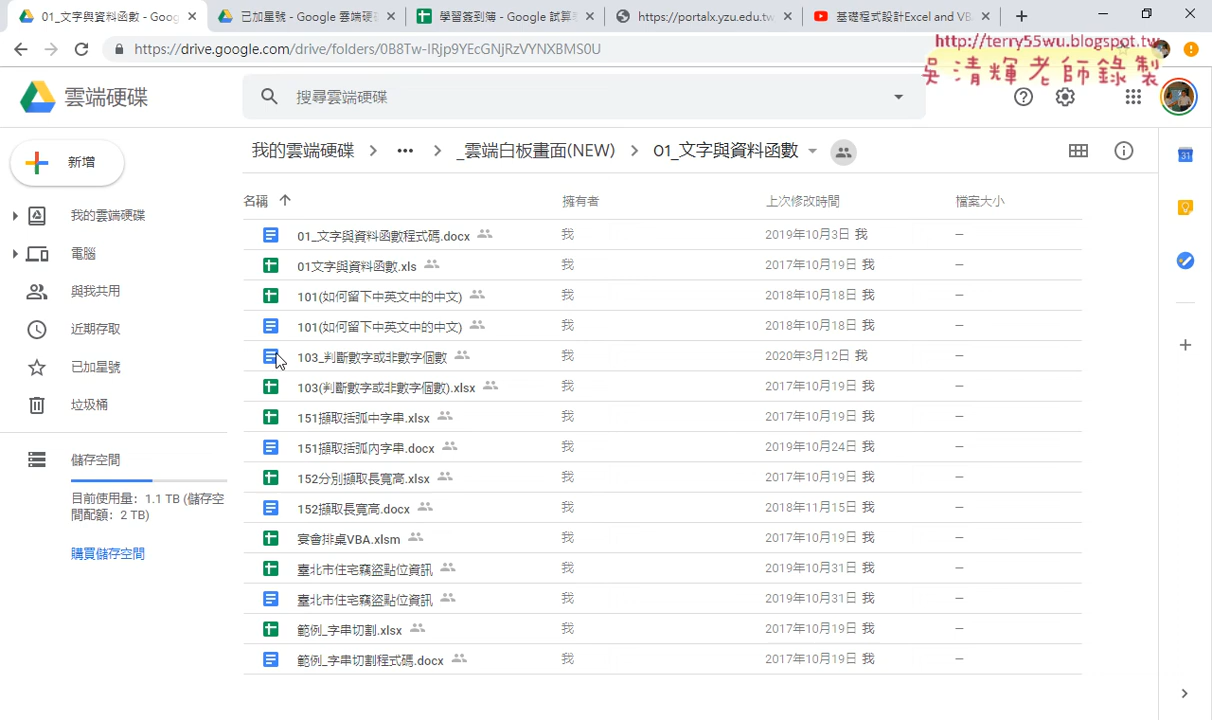 01_文字與資料函數 - Goog
已加星號 - Google 雲端硬碟
學習簽到簿 - Google 試算
https://portalx.yzu.edu.tw
基礎程式設計Excel and VB
https://drive.google.com/drive/folders/0B8Tw-IRjp9YEcGNjRzVYNXBMS0U
http://terry55wu.blogspot.tw
吳清輝老師錄製
雲端硬碟
搜尋雲端硬碟
新增
我的雲端硬碟
電腦
與我共用
近期存取
已加星號
垃圾桶
儲存空間
目前使用量：1.1 TB (儲存空
間配額：2 TB)
購買儲存空間
我的雲端硬碟 > ••• > _雲端白板畫面(NEW) > 01_文字與資料函數
名稱 擁有者 上次修改時間 檔案大小
01_文字與資料函數程式碼.docx 我 2019年10月3日 我 —
01文字與資料函數.xls 我 2017年10月19日 我 —
101(如何留下中英文中的中文) 我 2018年10月18日 我 —
101(如何留下中英文中的中文) 我 2018年10月18日 我 —
103_判斷數字或非數字個數 我 2020年3月12日 我 —
103(判斷數字或非數字個數).xlsx 我 2017年10月19日 我 —
151擷取括弧中字串.xlsx 我 2017年10月19日 我 —
151擷取括弧內字串.docx 我 2019年10月24日 我 —
152分別擷取長寬高.xlsx 我 2017年10月19日 我 —
152擷取長寬高.docx 我 2018年11月15日 我 —
宴會排桌VBA.xlsm 我 2017年10月19日 我 —
臺北市住宅竊盜點位資訊 我 2019年10月31日 我 —
臺北市住宅竊盜點位資訊 我 2019年10月31日 我 —
範例_字串切割.xlsx 我 2017年10月19日 我 —
範例_字串切割程式碼.docx 我 2017年10月19日 我 —
31